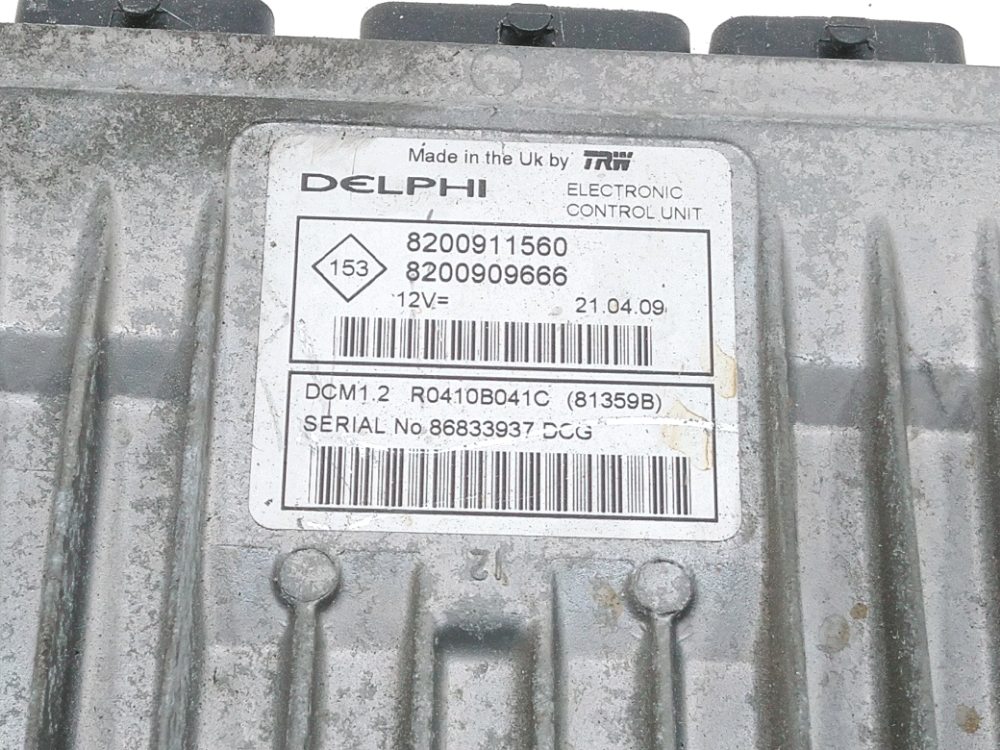 Made in the Uk by TRW
DELPHI
ELECTRONIC
CONTROL UNIT
153
8200911560
8200909666
12V= 21.04.09
DCM1.2 R0410B041C (81359B)
SERIAL No 86833937 DCG
12